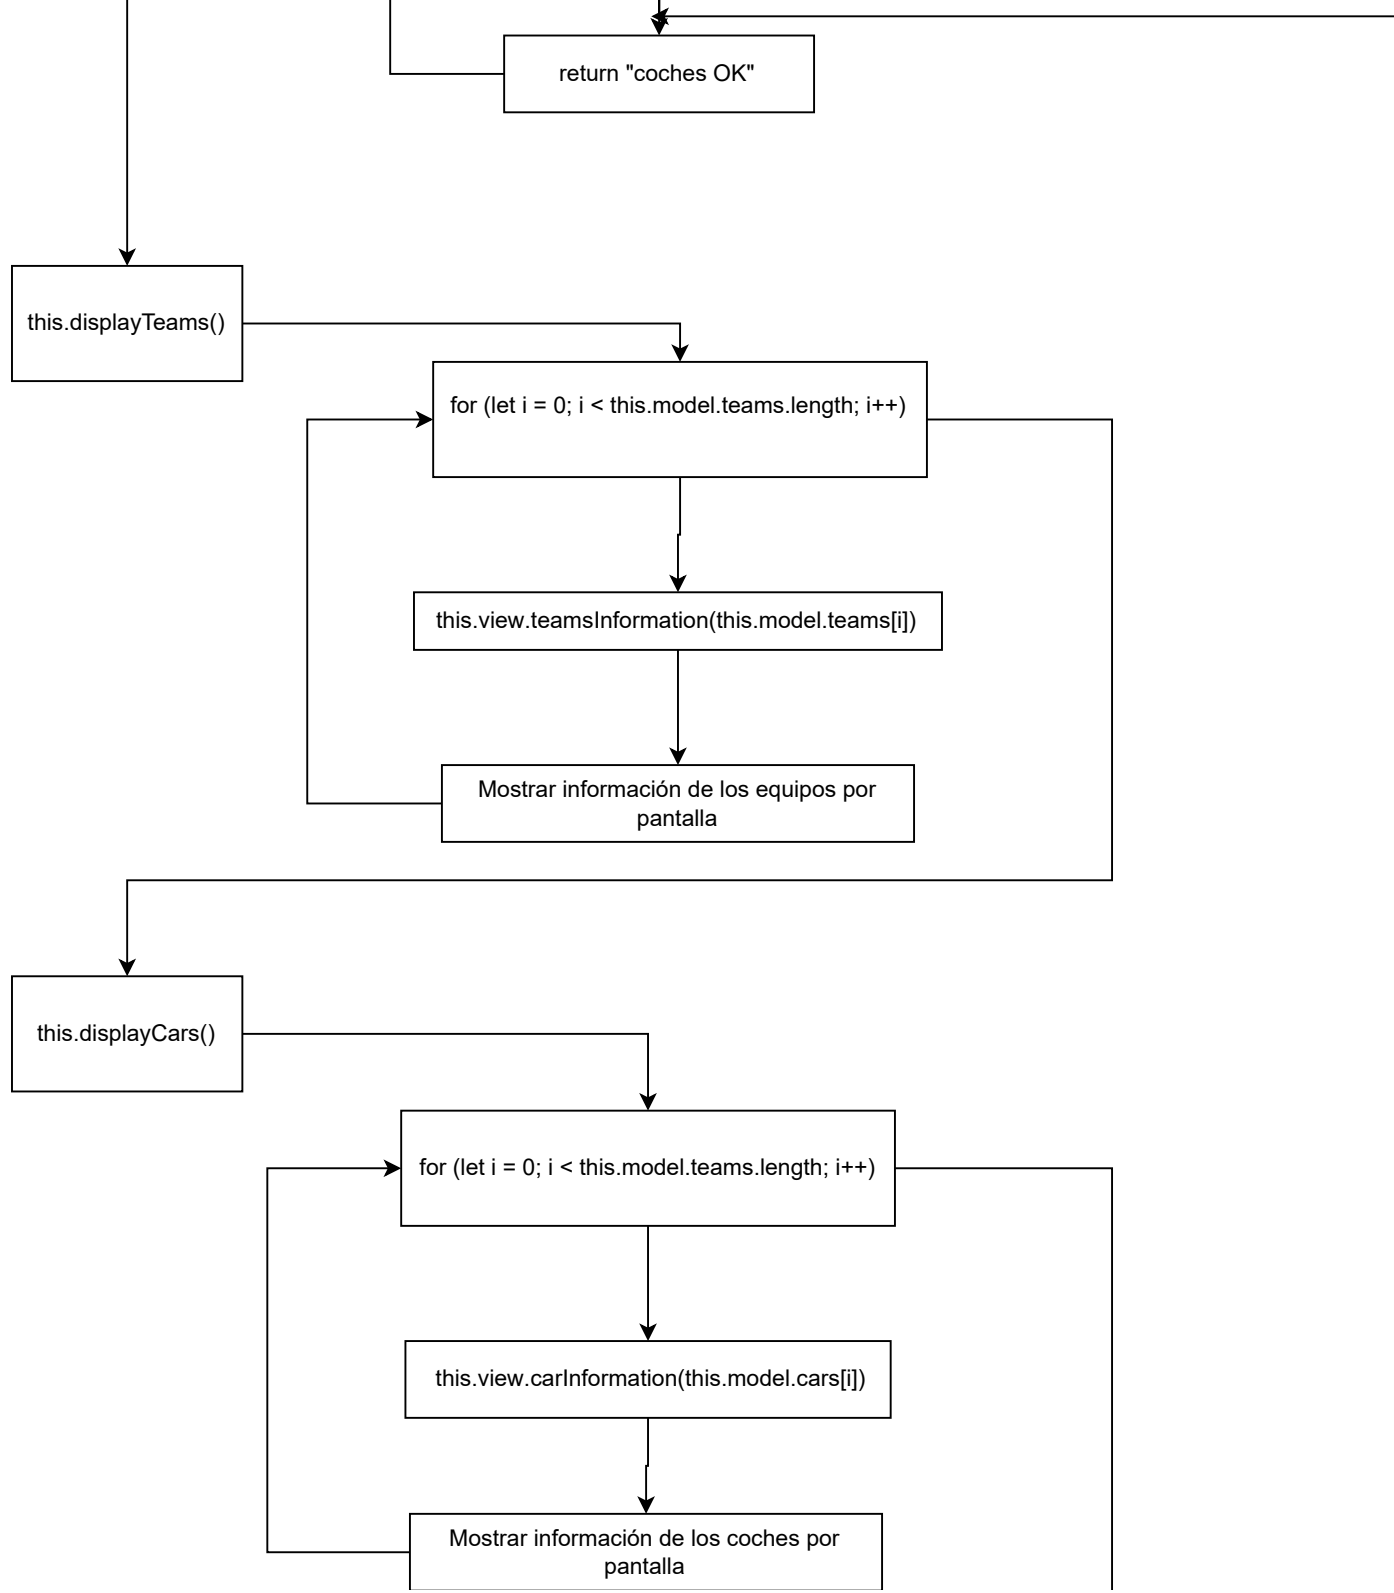 return "coches OK"
this.displayTeams()
for (let i = 0; i < this.model.teams.length; i++)
this.view.teamsInformation(this.model.teams[i])
Mostrar información de los equipos por
pantalla
this.displayCars()
for (let i = 0; i < this.model.teams.length; i++)
this.view.carInformation(this.model.cars[i])
Mostrar información de los coches por
pantalla